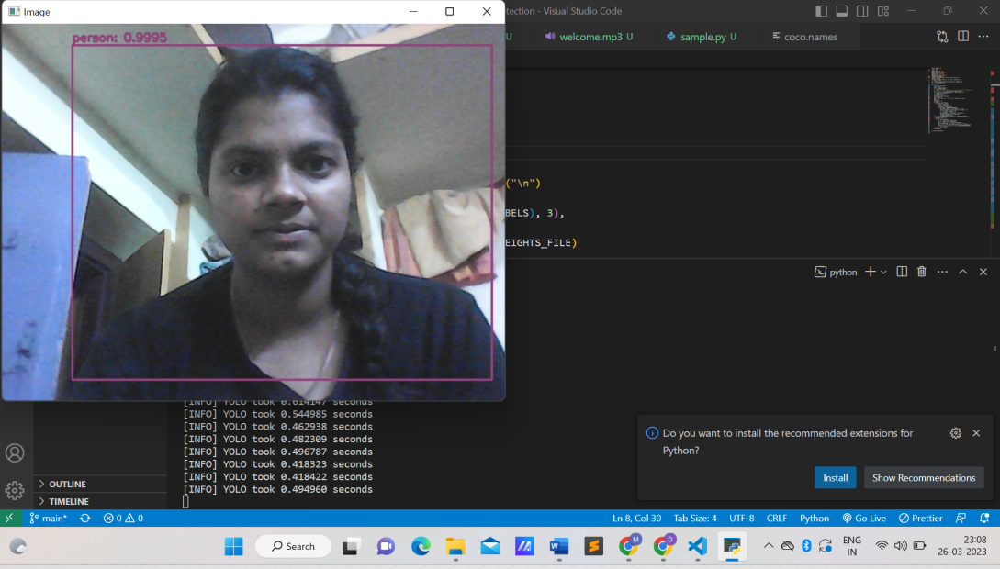 Image
tection - Visual Studio Code
person: 0.9995
U
welcome.mp3 U
sample.py U
coco.names
("\n")
BELS), 3),
EIGHTS_FILE)
python
[INFO] YOLO took 0.614147 seconds
[INFO] YOLO took 0.544985 seconds
[INFO] YOLO took 0.462938 seconds
[INFO] YOLO took 0.482309 seconds
[INFO] YOLO took 0.496787 seconds
[INFO] YOLO took 0.418323 seconds
[INFO] YOLO took 0.418422 seconds
[INFO] YOLO took 0.494960 seconds
Do you want to install the recommended extensions for
Python?
Install
Show Recommendations
OUTLINE
TIMELINE
main*
0
0
Ln 8, Col 30
Tab Size: 4
UTF-8
CRLF
Python
Go Live
Prettier
Search
M
D
ENG
IN
23:08
26-03-2023